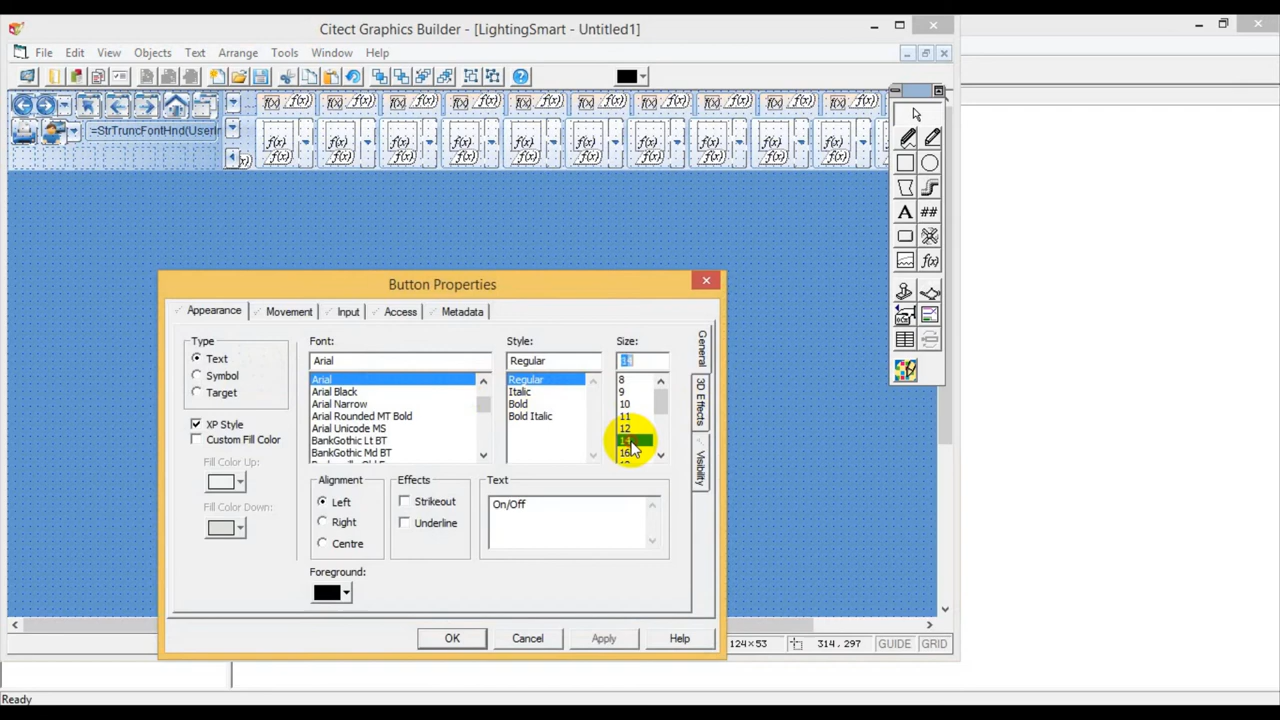 Citect Graphics Builder - [LightingSmart - Untitled1]
File Edit View Objects Text Arrange Tools Window Help
=StrTruncFontHnd(UserIn
f(x) f(x) f(x) f(x) f(x) f(x) f(x) f(x) f(x) f(x)
f(x) f(x) f(x) f(x) f(x) f(x) f(x) f(x) f(x) f(x)
f(x) f(x) f(x) f(x) f(x) f(x) f(x) f(x) f(x) f(x)
A ##
f(x)
Button Properties
Appearance Movement Input Access Metadata
Type
Text
Symbol
Target
XP Style
Custom Fill Color
Fill Color Up:
Fill Color Down:
Font:
Arial
Arial
Arial Black
Arial Narrow
Arial Rounded MT Bold
Arial Unicode MS
BankGothic Lt BT
BankGothic Md BT
Style:
Regular
Regular
Italic
Bold
Bold Italic
Size:
14
8
9
10
11
12
14
16
General
3D Effects
Visibility
Alignment
Left
Right
Centre
Effects
Strikeout
Underline
Text
On/Off
Foreground:
OK Cancel Apply Help
124×53 314, 297 GUIDE GRID
Ready